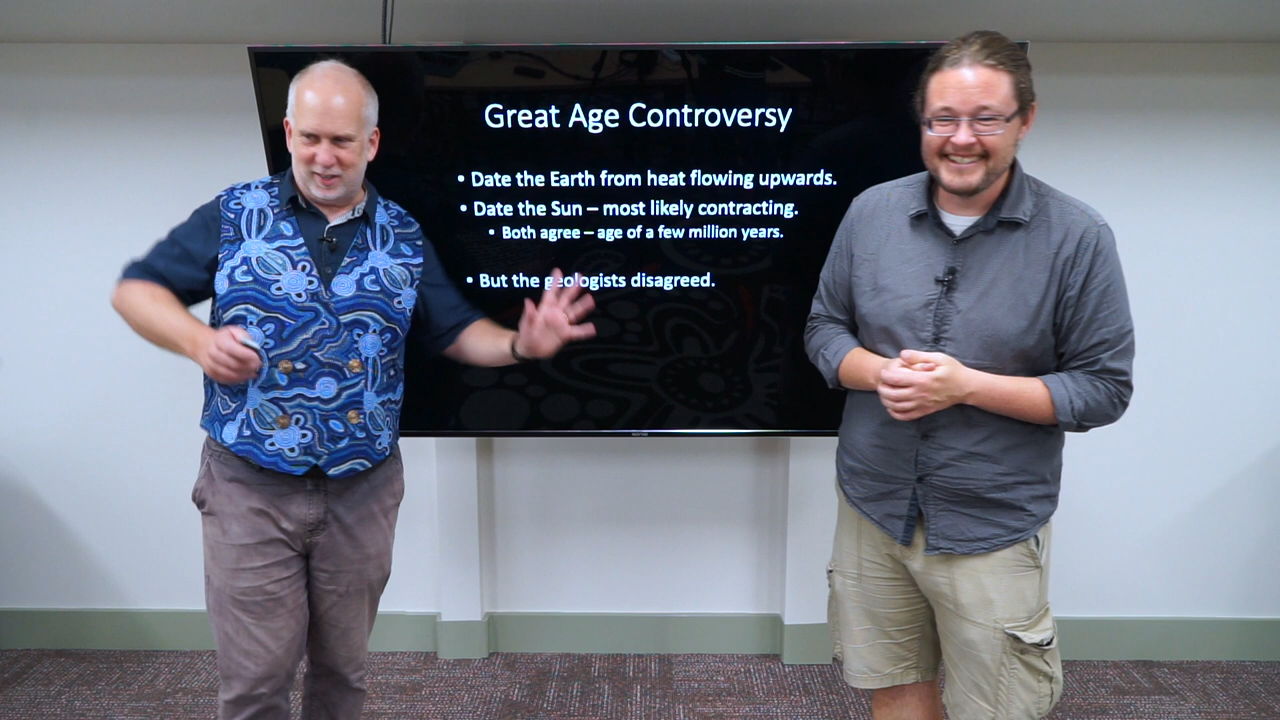 Great Age Controversy
• Date the Earth from heat flowing upwards.
• Date the Sun – most likely contracting.
• Both agree – age of a few million years.
• But the geologists disagreed.